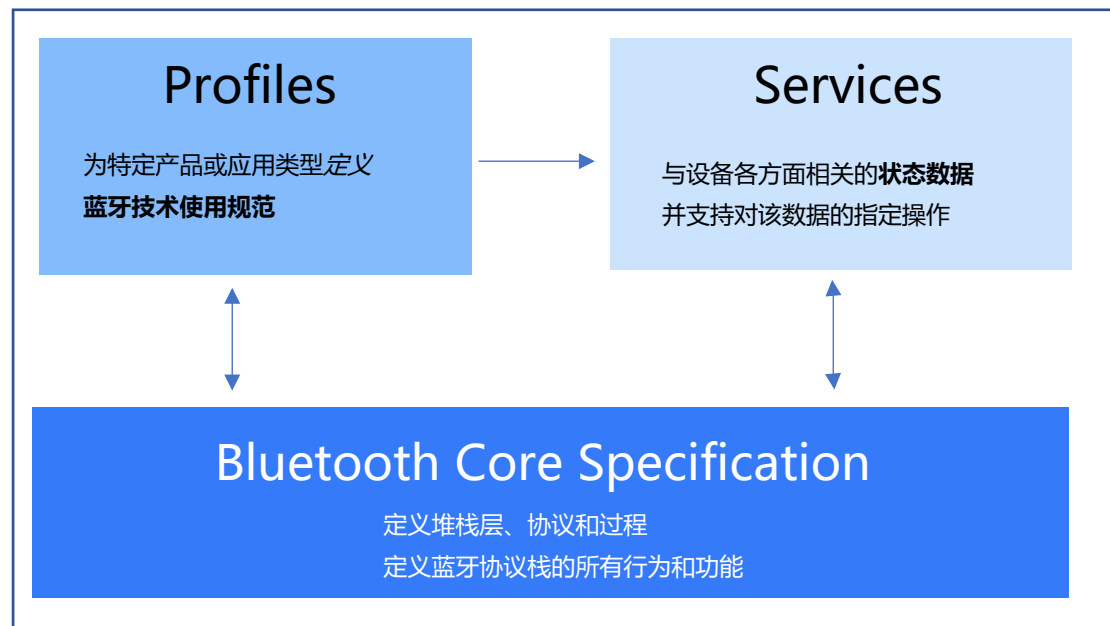 Profiles
为特定产品或应用类型定义
蓝牙技术使用规范
Services
与设备各方面相关的状态数据
并支持对该数据的指定操作
Bluetooth Core Specification
定义堆栈层、协议和过程
定义蓝牙协议栈的所有行为和功能